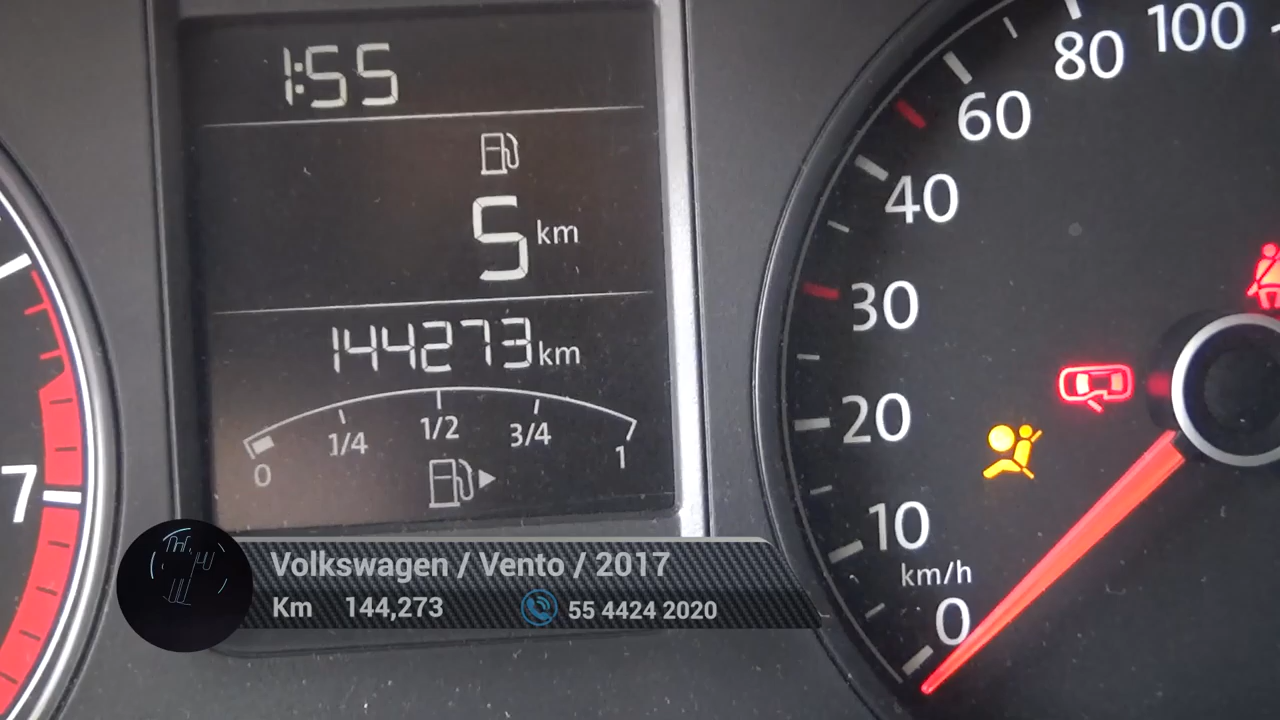 1:55
5 km
144273 km
0 1/4 1/2 3/4 1
7
100
80
60
40
30
20
10
km/h
0
Volkswagen / Vento / 2017
Km 144,273 55 4424 2020